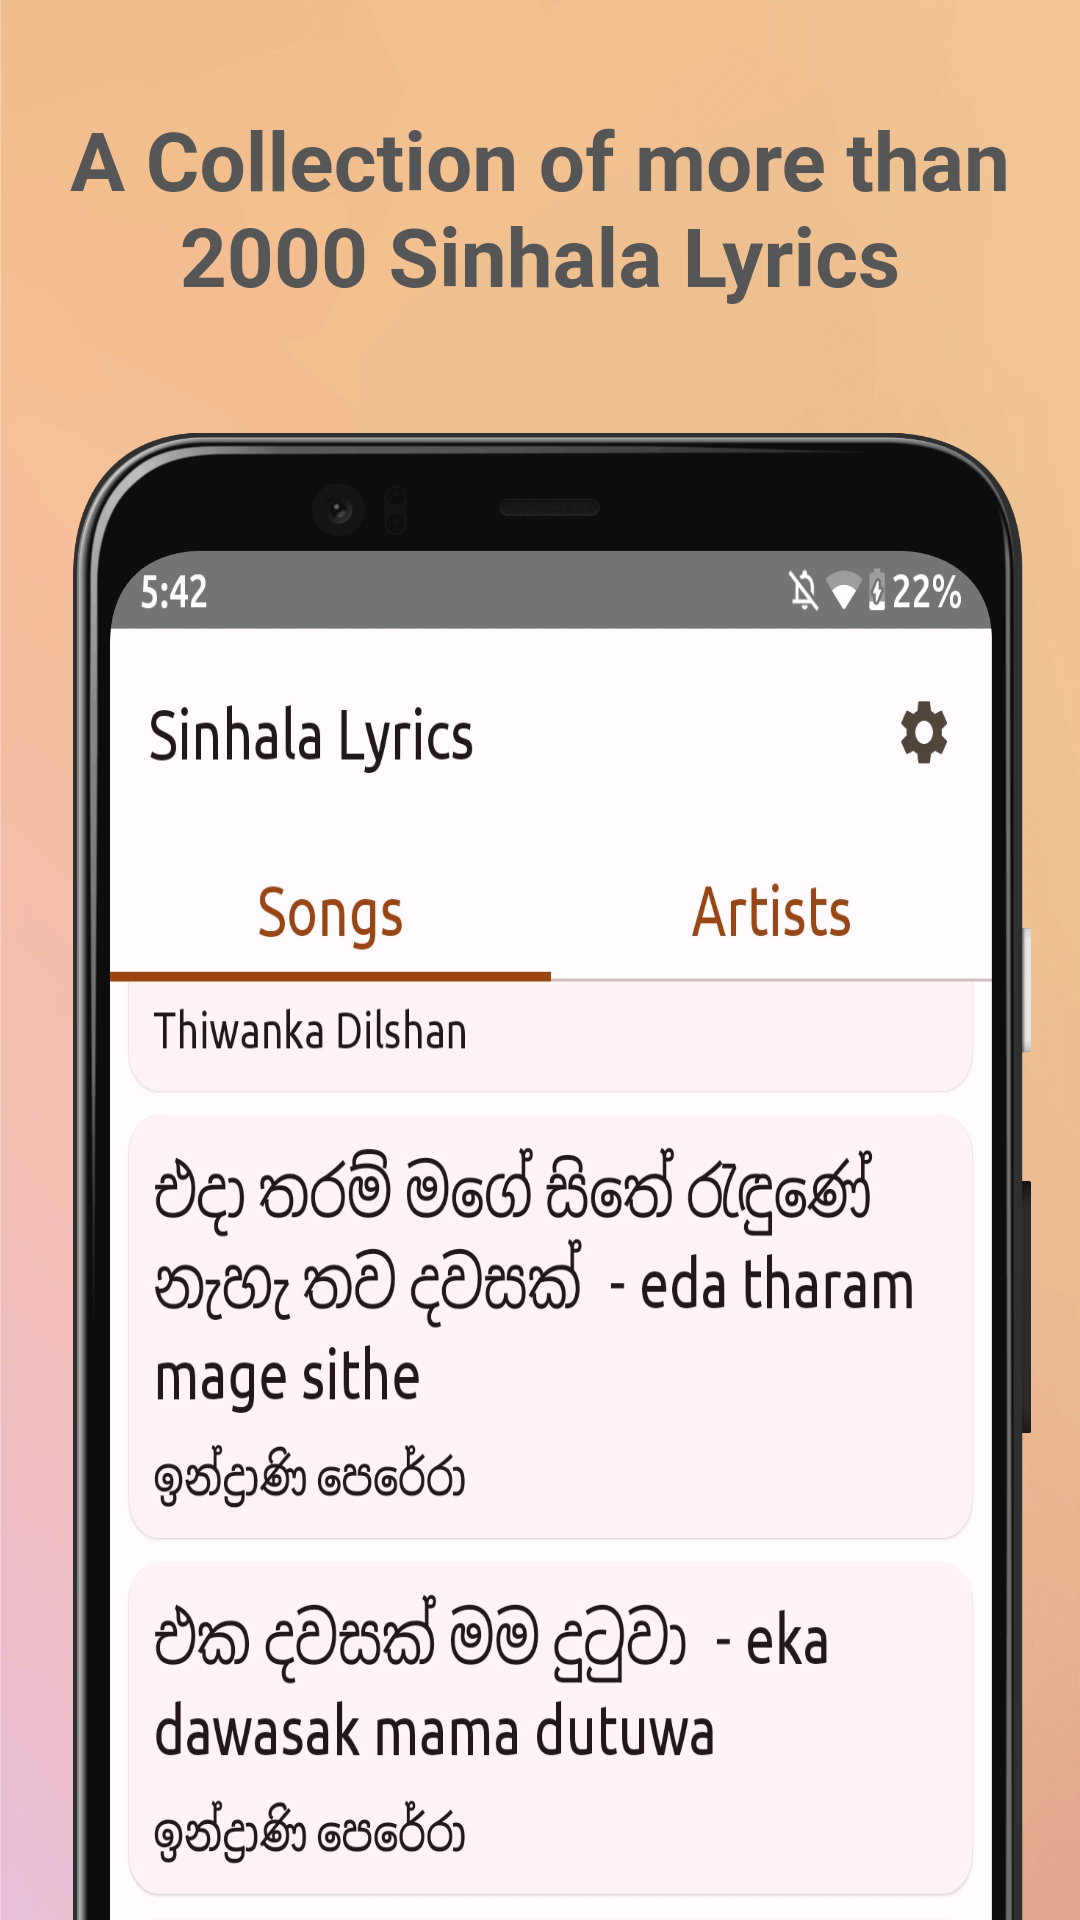 A Collection of more than
2000 Sinhala Lyrics
5:42 22%
Sinhala Lyrics
Songs Artists
Thiwanka Dilshan
එදා තරම් මගේ සිතේ රැඳුණේ
නැහැ තව දවසක් - eda tharam
mage sithe
ඉන්ද්‍රාණි පෙරේරා
එක දවසක් මම දුටුවා - eka
dawasak mama dutuwa
ඉන්ද්‍රාණි පෙරේරා